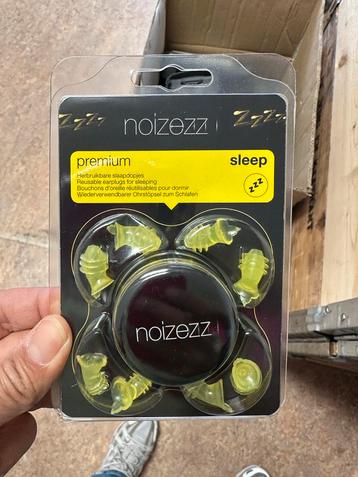 Zzzz
noizezz
Zzzz
premium
sleep
Herbruikbare slaapdopjes
Reusable earplugs for sleeping
Bouchons d'oreille réutilisables pour dormir
Wiederverwendbarer Ohrstöpsel zum Schlafen
zzz
noizezz